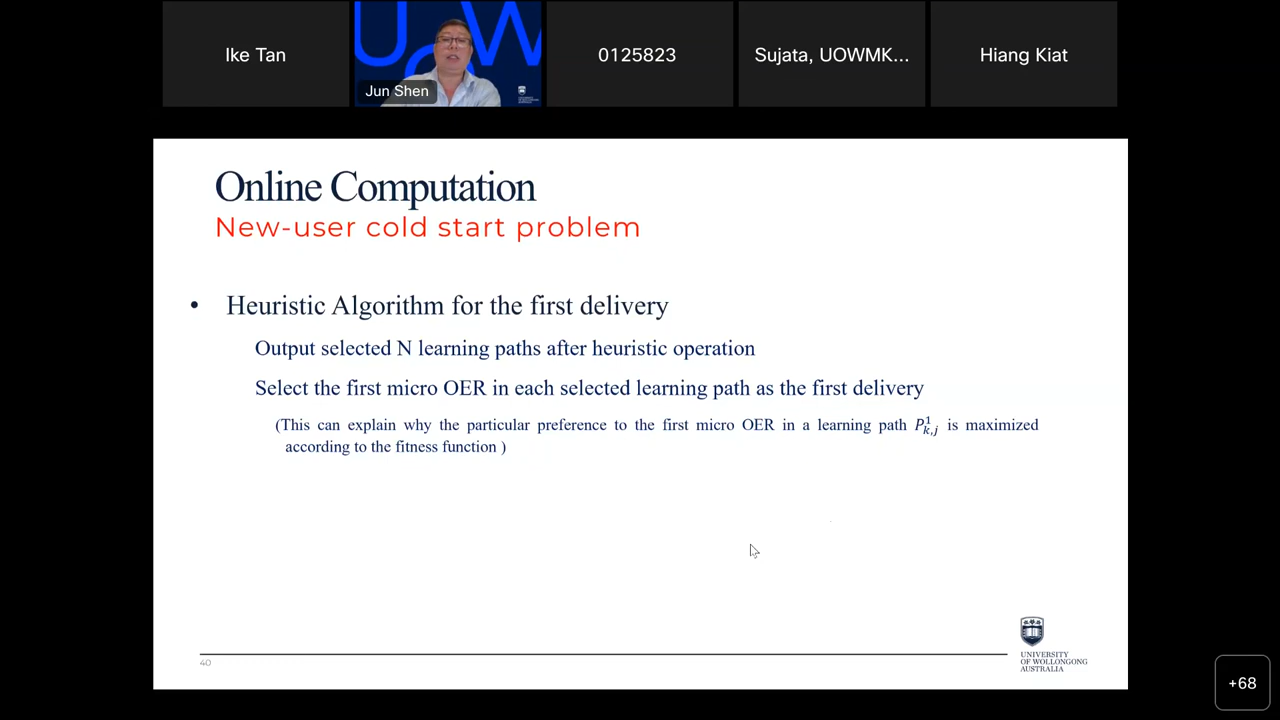 Ike Tan
UOW
Jun Shen
0125823
Sujata, UOWMK...
Hiang Kiat
Online Computation
New-user cold start problem
• Heuristic Algorithm for the first delivery
Output selected N learning paths after heuristic operation
Select the first micro OER in each selected learning path as the first delivery
(This can explain why the particular preference to the first micro OER in a learning path $P_{k,j}^{1}$ is maximized
according to the fitness function )
40
UNIVERSITY
OF WOLLONGONG
AUSTRALIA
+68